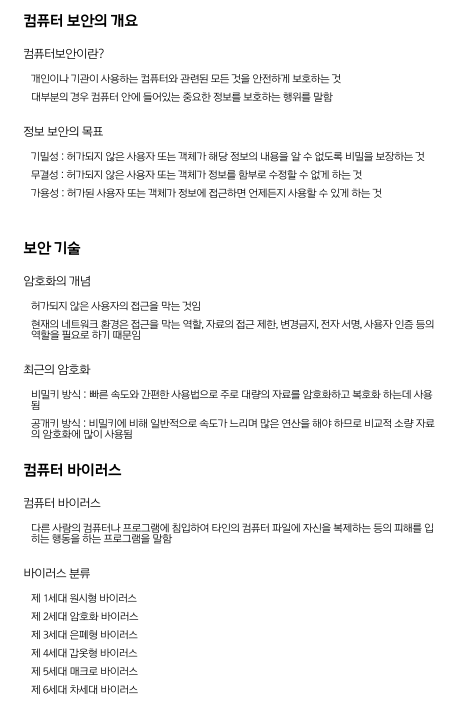 컴퓨터 보안의 개요
컴퓨터보안이란?
개인이나 기관이 사용하는 컴퓨터와 관련된 모든 것을 안전하게 보호하는 것
대부분의 경우 컴퓨터 안에 들어있는 중요한 정보를 보호하는 행위를 말함
정보 보안의 목표
기밀성 : 허가되지 않은 사용자 또는 객체가 해당 정보의 내용을 알 수 없도록 비밀을 보장하는 것
무결성 : 허가되지 않은 사용자 또는 객체가 정보를 함부로 수정할 수 없게 하는 것
가용성 : 허가된 사용자 또는 객체가 정보에 접근하면 언제든지 사용할 수 있게 하는 것
보안 기술
암호화의 개념
허가되지 않은 사용자의 접근을 막는 것임
현재의 네트워크 환경은 접근을 막는 역할, 자료의 접근 제한, 변경금지, 전자 서명, 사용자 인증 등의
역할을 필요로 하기 때문임
최근의 암호화
비밀키 방식 : 빠른 속도와 간편한 사용법으로 주로 대량의 자료를 암호화하고 복호화 하는데 사용
됨
공개키 방식 : 비밀키에 비해 일반적으로 속도가 느리며 많은 연산을 해야 하므로 비교적 소량 자료
의 암호화에 많이 사용됨
컴퓨터 바이러스
컴퓨터 바이러스
다른 사람의 컴퓨터나 프로그램에 침입하여 타인의 컴퓨터 파일에 자신을 복제하는 등의 피해를 입
히는 행동을 하는 프로그램을 말함
바이러스 분류
제 1세대 원시형 바이러스
제 2세대 암호화 바이러스
제 3세대 은폐형 바이러스
제 4세대 갑옷형 바이러스
제 5세대 매크로 바이러스
제 6세대 차세대 바이러스